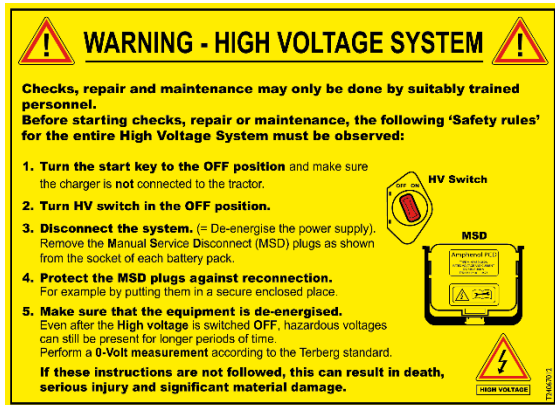 WARNING - HIGH VOLTAGE SYSTEM
Checks, repair and maintenance may only be done by suitably trained
personnel.
Before starting checks, repair or maintenance, the following ‘Safety rules’
for the entire High Voltage System must be observed:
1. Turn the start key to the OFF position and make sure
the charger is not connected to the tractor.
2. Turn HV switch in the OFF position.
3. Disconnect the system. (= De-energise the power supply).
Remove the Manual Service Disconnect (MSD) plugs as shown
from the socket of each battery pack.
4. Protect the MSD plugs against reconnection.
For example by putting them in a secure enclosed place.
5. Make sure that the equipment is de-energised.
Even after the High voltage is switched OFF, hazardous voltages
can still be present for longer periods of time.
Perform a 0-Volt measurement according to the Terberg standard.
If these instructions are not followed, this can result in death,
serious injury and significant material damage.
OFF ON
HV Switch
MSD
Amphenol PCD
HIGH VOLTAGE